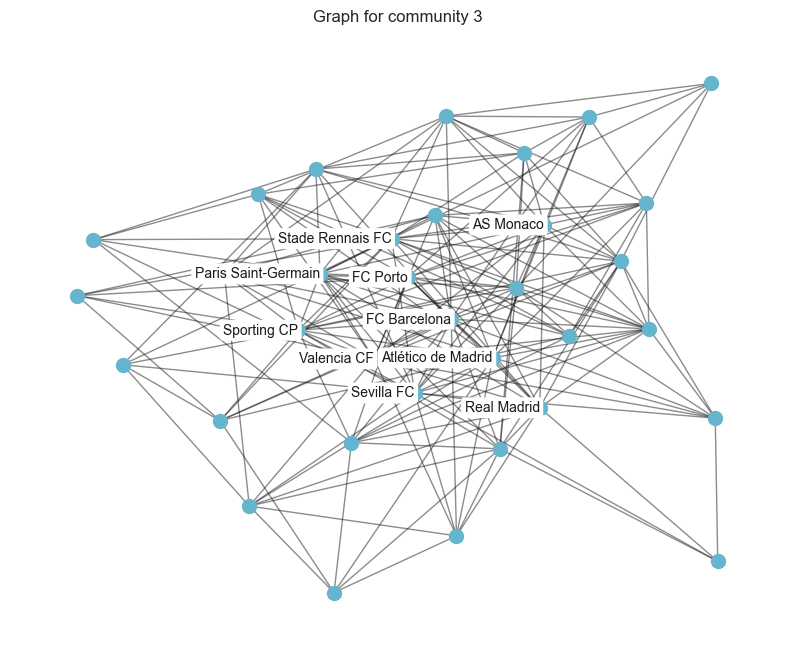 Graph for community 3
AS Monaco
Stade Rennais FC
Paris Saint-Germain
FC Porto
FC Barcelona
Sporting CP
Valencia CF
Atlético de Madrid
Sevilla FC
Real Madrid